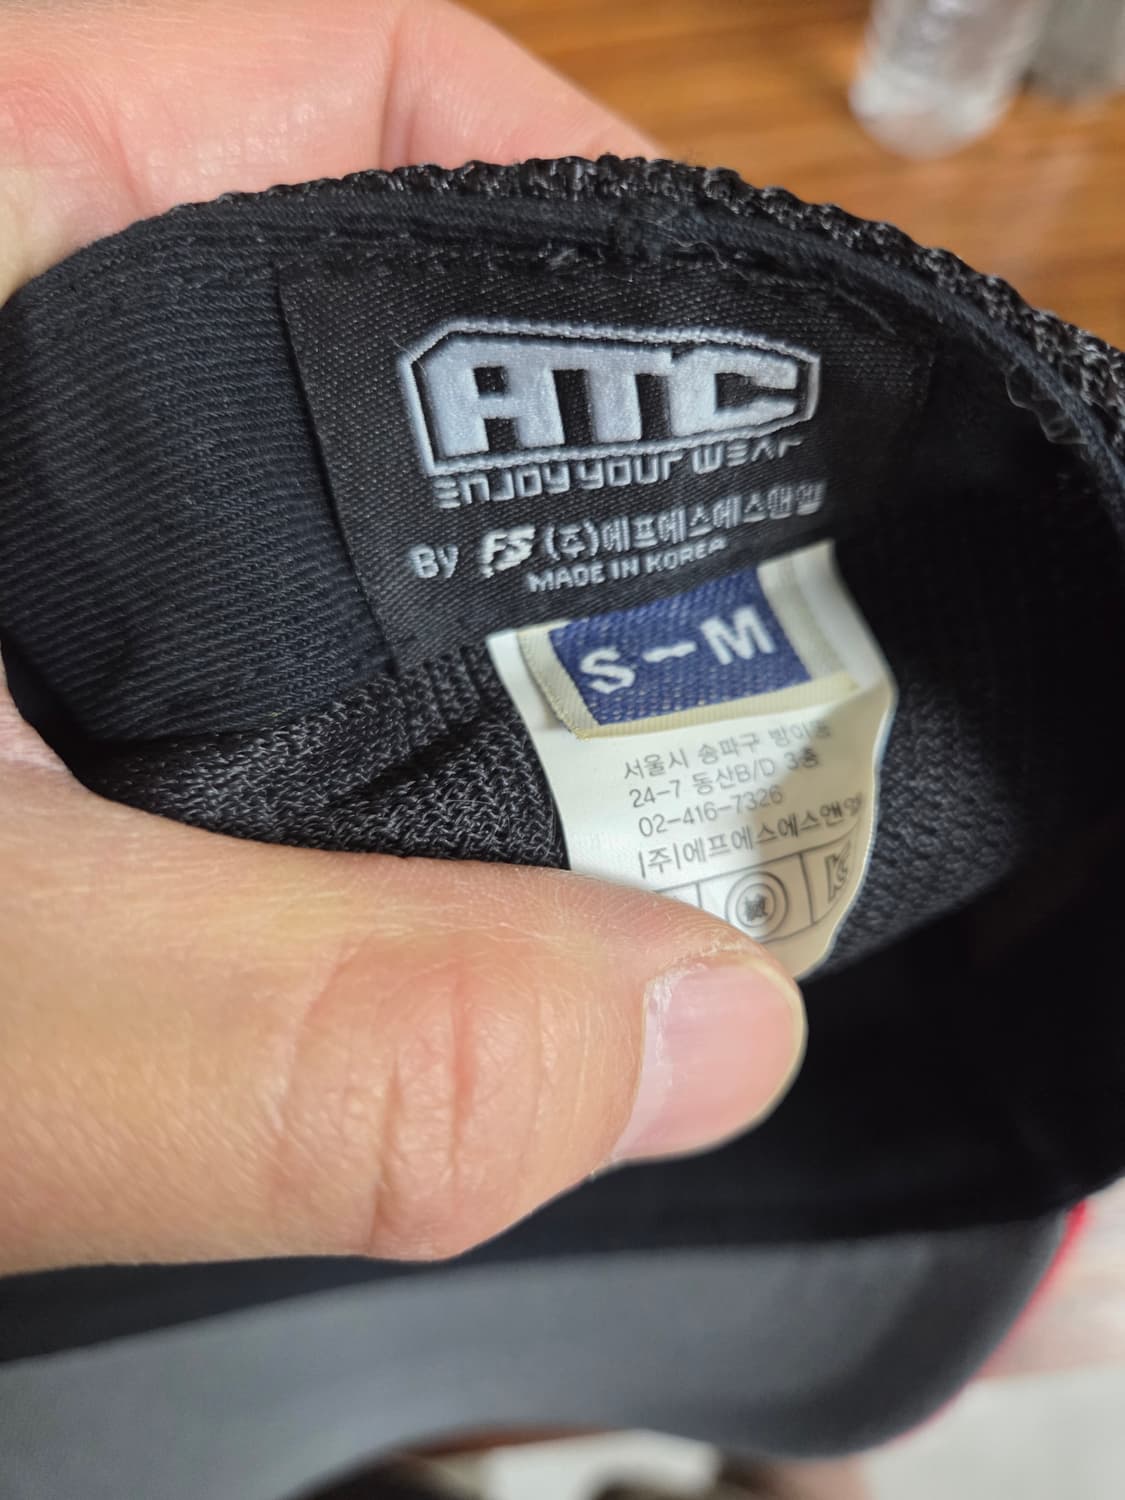 ATC
ENJOY YOUR WEAR
By FS (주)에프에스에스앤엘
MADE IN KOREA
S-M
서울시 송파구 방이동
24-7 동산B/D 3층
02-416-7326
(주)에프에스에스앤엘